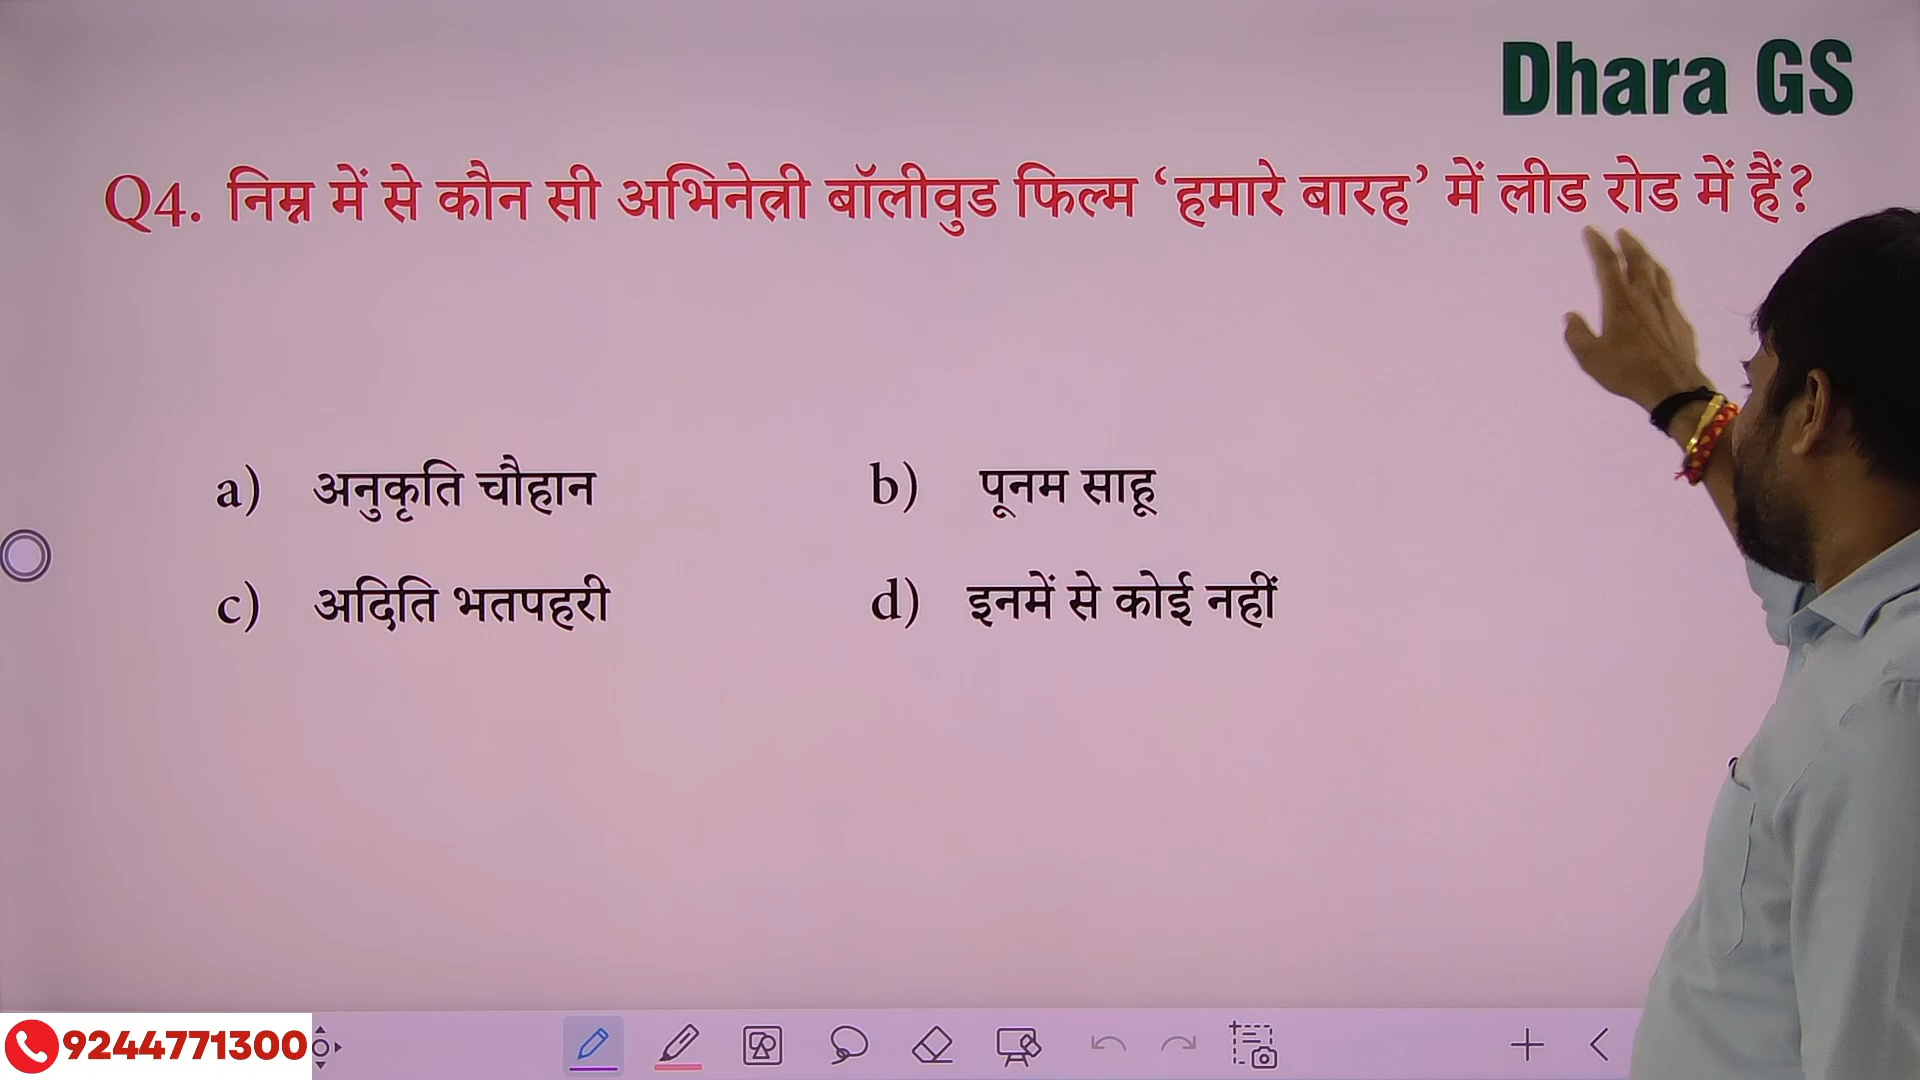 Dhara GS
Q4. निम्न में से कौन सी अभिनेत्री बॉलीवुड फिल्म ‘हमारे बारह’ में लीड रोड में हैं?
a) अनुकृति चौहान
b) पूनम साहू
c) अदिति भतपहरी
d) इनमें से कोई नहीं
9244771300